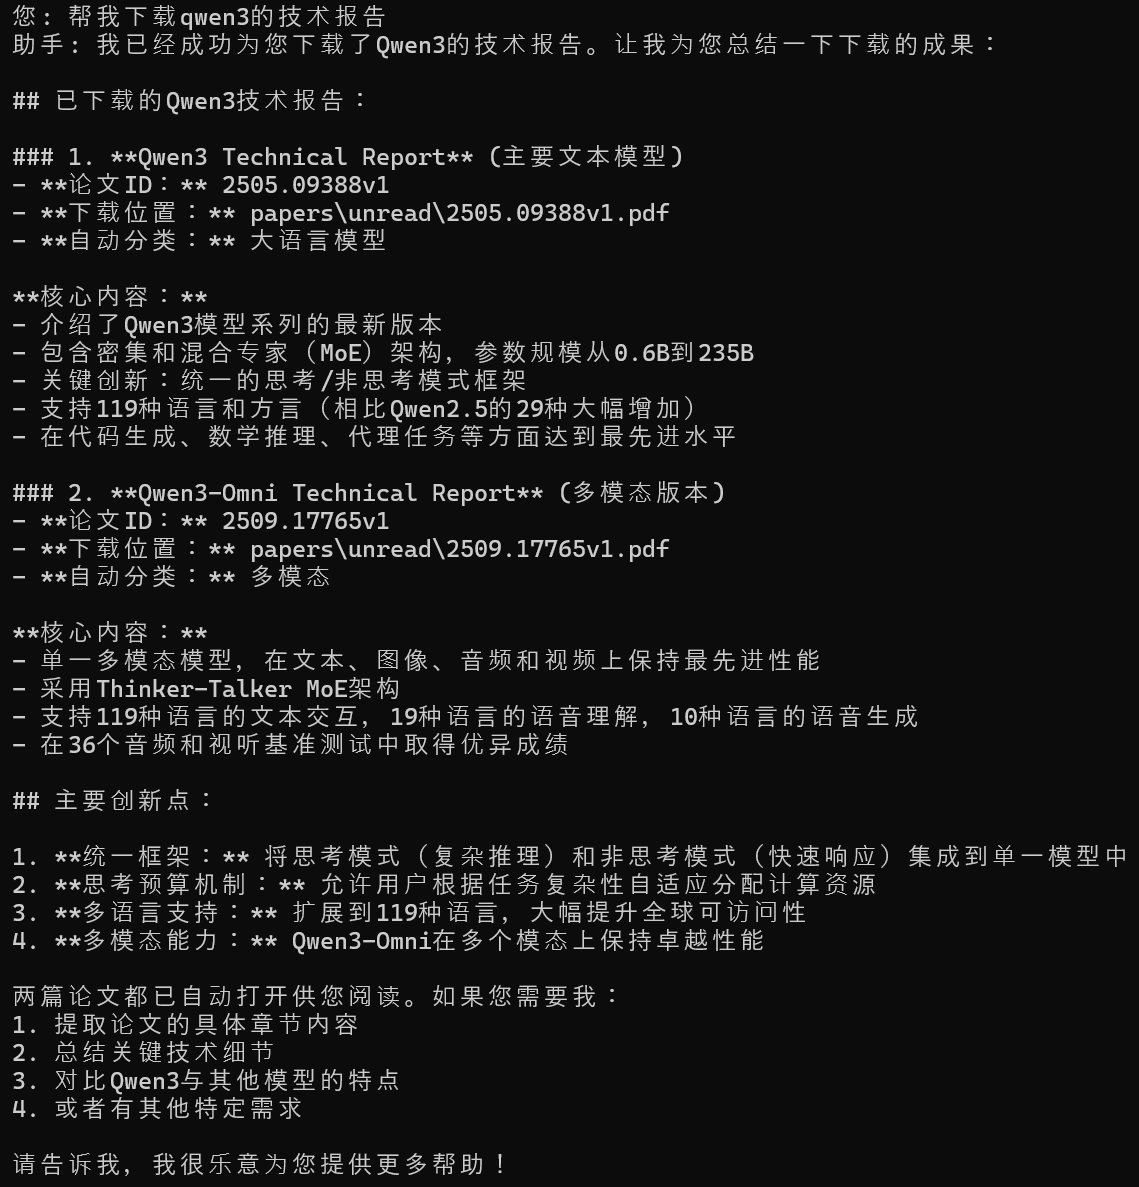 您: 帮我下载qwen3的技术报告
助手: 我已经成功为您下载了Qwen3的技术报告。让我为您总结一下下载的成果：
## 已下载的Qwen3技术报告：
### 1. **Qwen3 Technical Report** (主要文本模型)
- **论文ID：** 2505.09388v1
- **下载位置：** papers\unread\2505.09388v1.pdf
- **自动分类：** 大语言模型
**核心内容：**
- 介绍了Qwen3模型系列的最新版本
- 包含密集和混合专家（MoE）架构，参数规模从0.6B到235B
- 关键创新：统一的思考/非思考模式框架
- 支持119种语言和方言（相比Qwen2.5的29种大幅增加）
- 在代码生成、数学推理、代理任务等方面达到最先进水平
### 2. **Qwen3-Omni Technical Report** (多模态版本)
- **论文ID：** 2509.17765v1
- **下载位置：** papers\unread\2509.17765v1.pdf
- **自动分类：** 多模态
**核心内容：**
- 单一多模态模型，在文本、图像、音频和视频上保持最先进性能
- 采用Thinker-Talker MoE架构
- 支持119种语言的文本交互，19种语言的语音理解，10种语言的语音生成
- 在36个音频和视听基准测试中取得优异成绩
## 主要创新点：
1. **统一框架：** 将思考模式（复杂推理）和非思考模式（快速响应）集成到单一模型中
2. **思考预算机制：** 允许用户根据任务复杂性自适应分配计算资源
3. **多语言支持：** 扩展到119种语言，大幅提升全球可访问性
4. **多模态能力：** Qwen3-Omni在多个模态上保持卓越性能
两篇论文都已自动打开供您阅读。如果您需要我：
1. 提取论文的具体章节内容
2. 总结关键技术细节
3. 对比Qwen3与其他模型的特点
4. 或者有其他特定需求
请告诉我，我很乐意为您提供更多帮助！